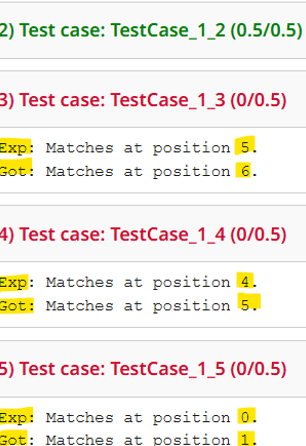 2) Test case: TestCase_1_2 (0.5/0.5)
3) Test case: TestCase_1_3 (0/0.5)
Exp: Matches at position 5.
Got: Matches at position 6.
4) Test case: TestCase_1_4 (0/0.5)
Exp: Matches at position 4.
Got: Matches at position 5.
5) Test case: TestCase_1_5 (0/0.5)
Exp: Matches at position 0.
Got: Matches at position 1.